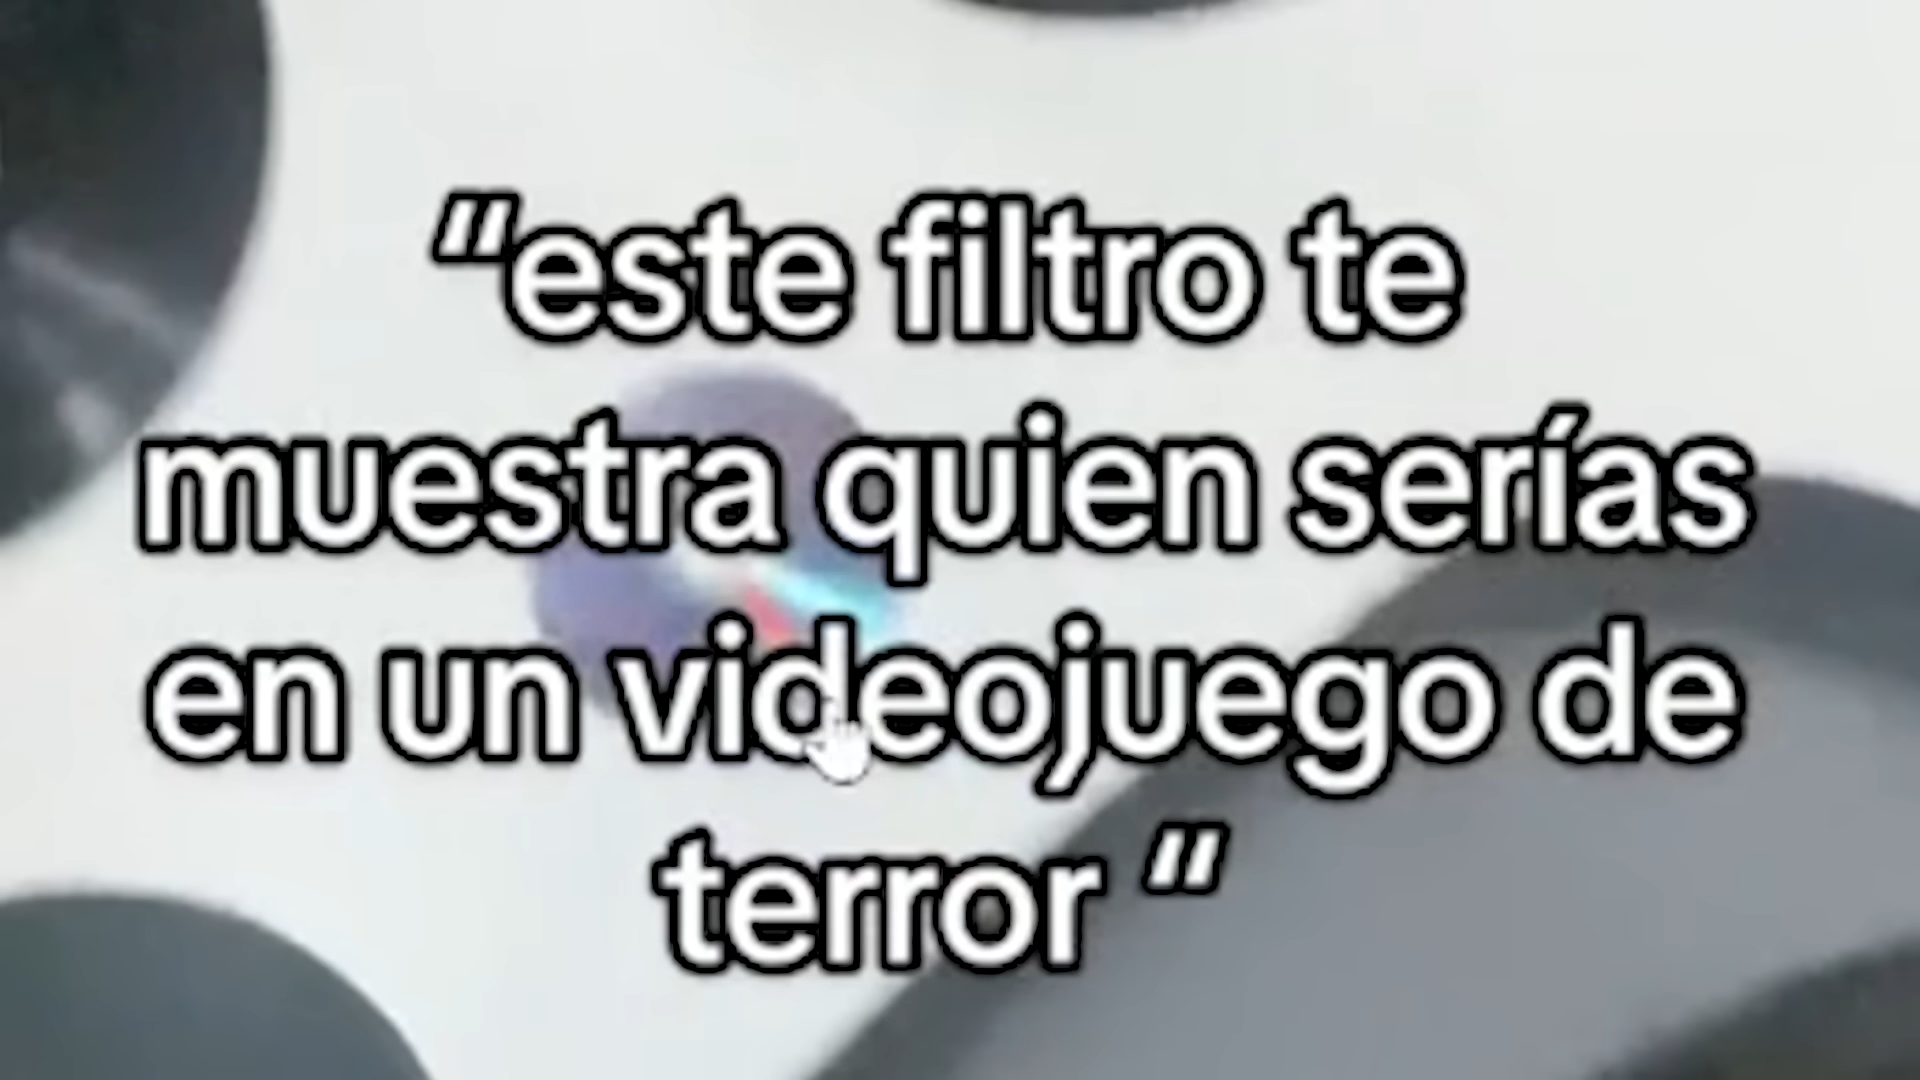 “este filtro te
muestra quien serías
en un videojuego de
terror “